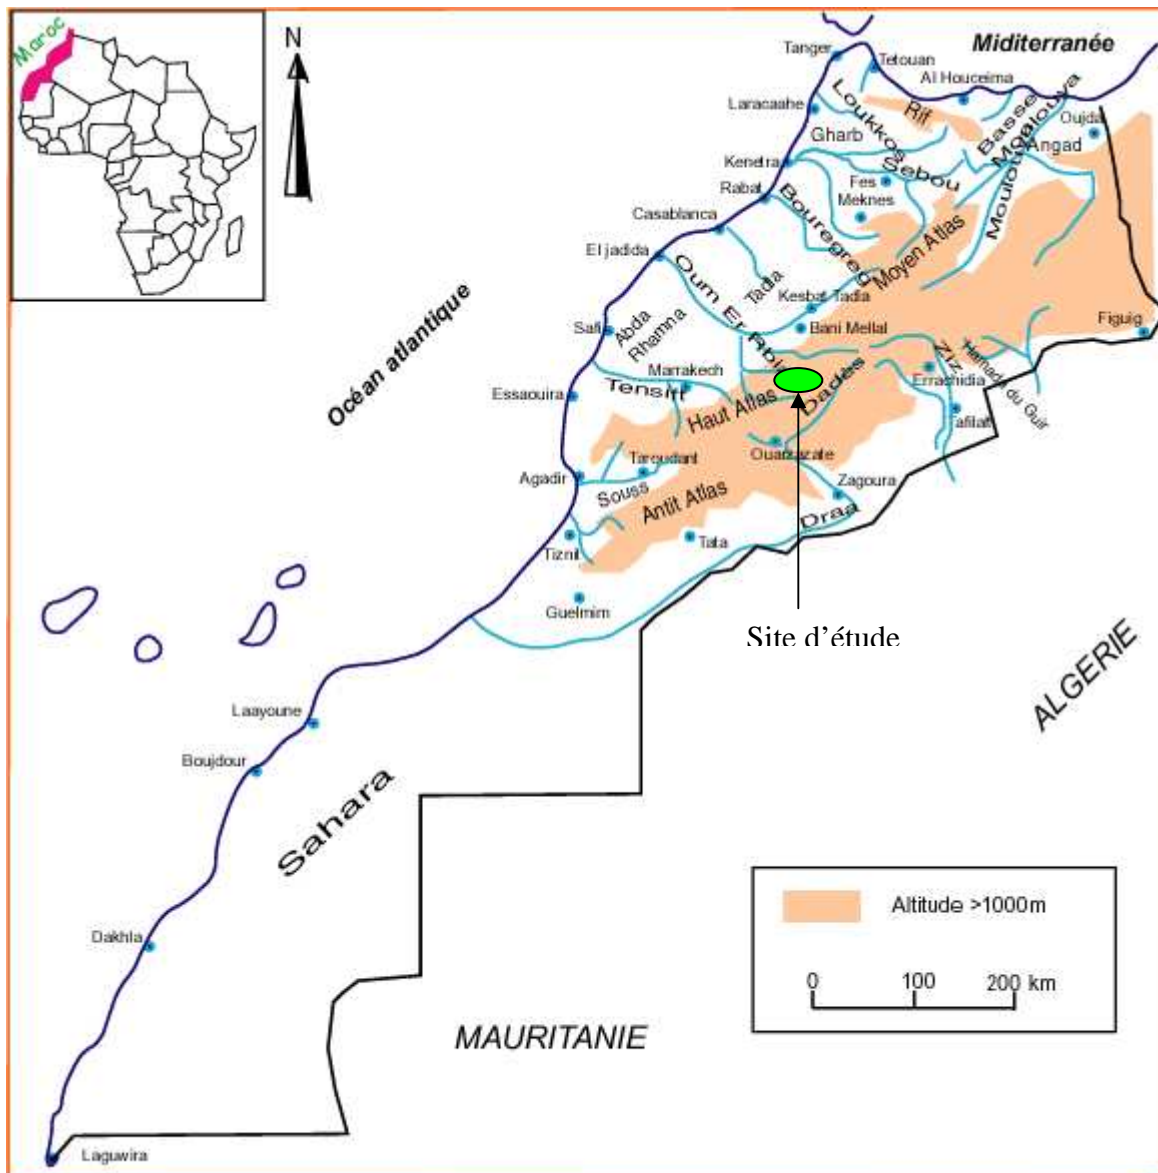 Maroc
N
Miditerranée
Tanger
Tetouan
Al Houceima
Laracaahe
Loukkos
Rif
Basse
Moulouya
Oujda
Gharb
Angad
Kenetra
Sebou
Fes
Meknes
Moulouya
Rabat
Bouregreg
Casablanca
El jadida
Moyen Atlas
Oum Er Rbia
Tadla
Kesbat Tadla
Bani Mellal
Figuig
Safi
Abda
Rhamna
Océan atlantique
Marrakech
Tensift
Ziz
Hamada du Guir
Errachidia
Essaouira
Haut Atlas
Dadès
Tafilalt
Ouarzazate
Taroudant
Agadir
Souss
Antit Atlas
Zagoura
Draa
Tiznit
Tata
Guelmim
Site d’étude
ALGERIE
Laayoune
Boujdour
Sahara
Altitude >1000m
Dakhla
0 100 200 km
MAURITANIE
Laguwira